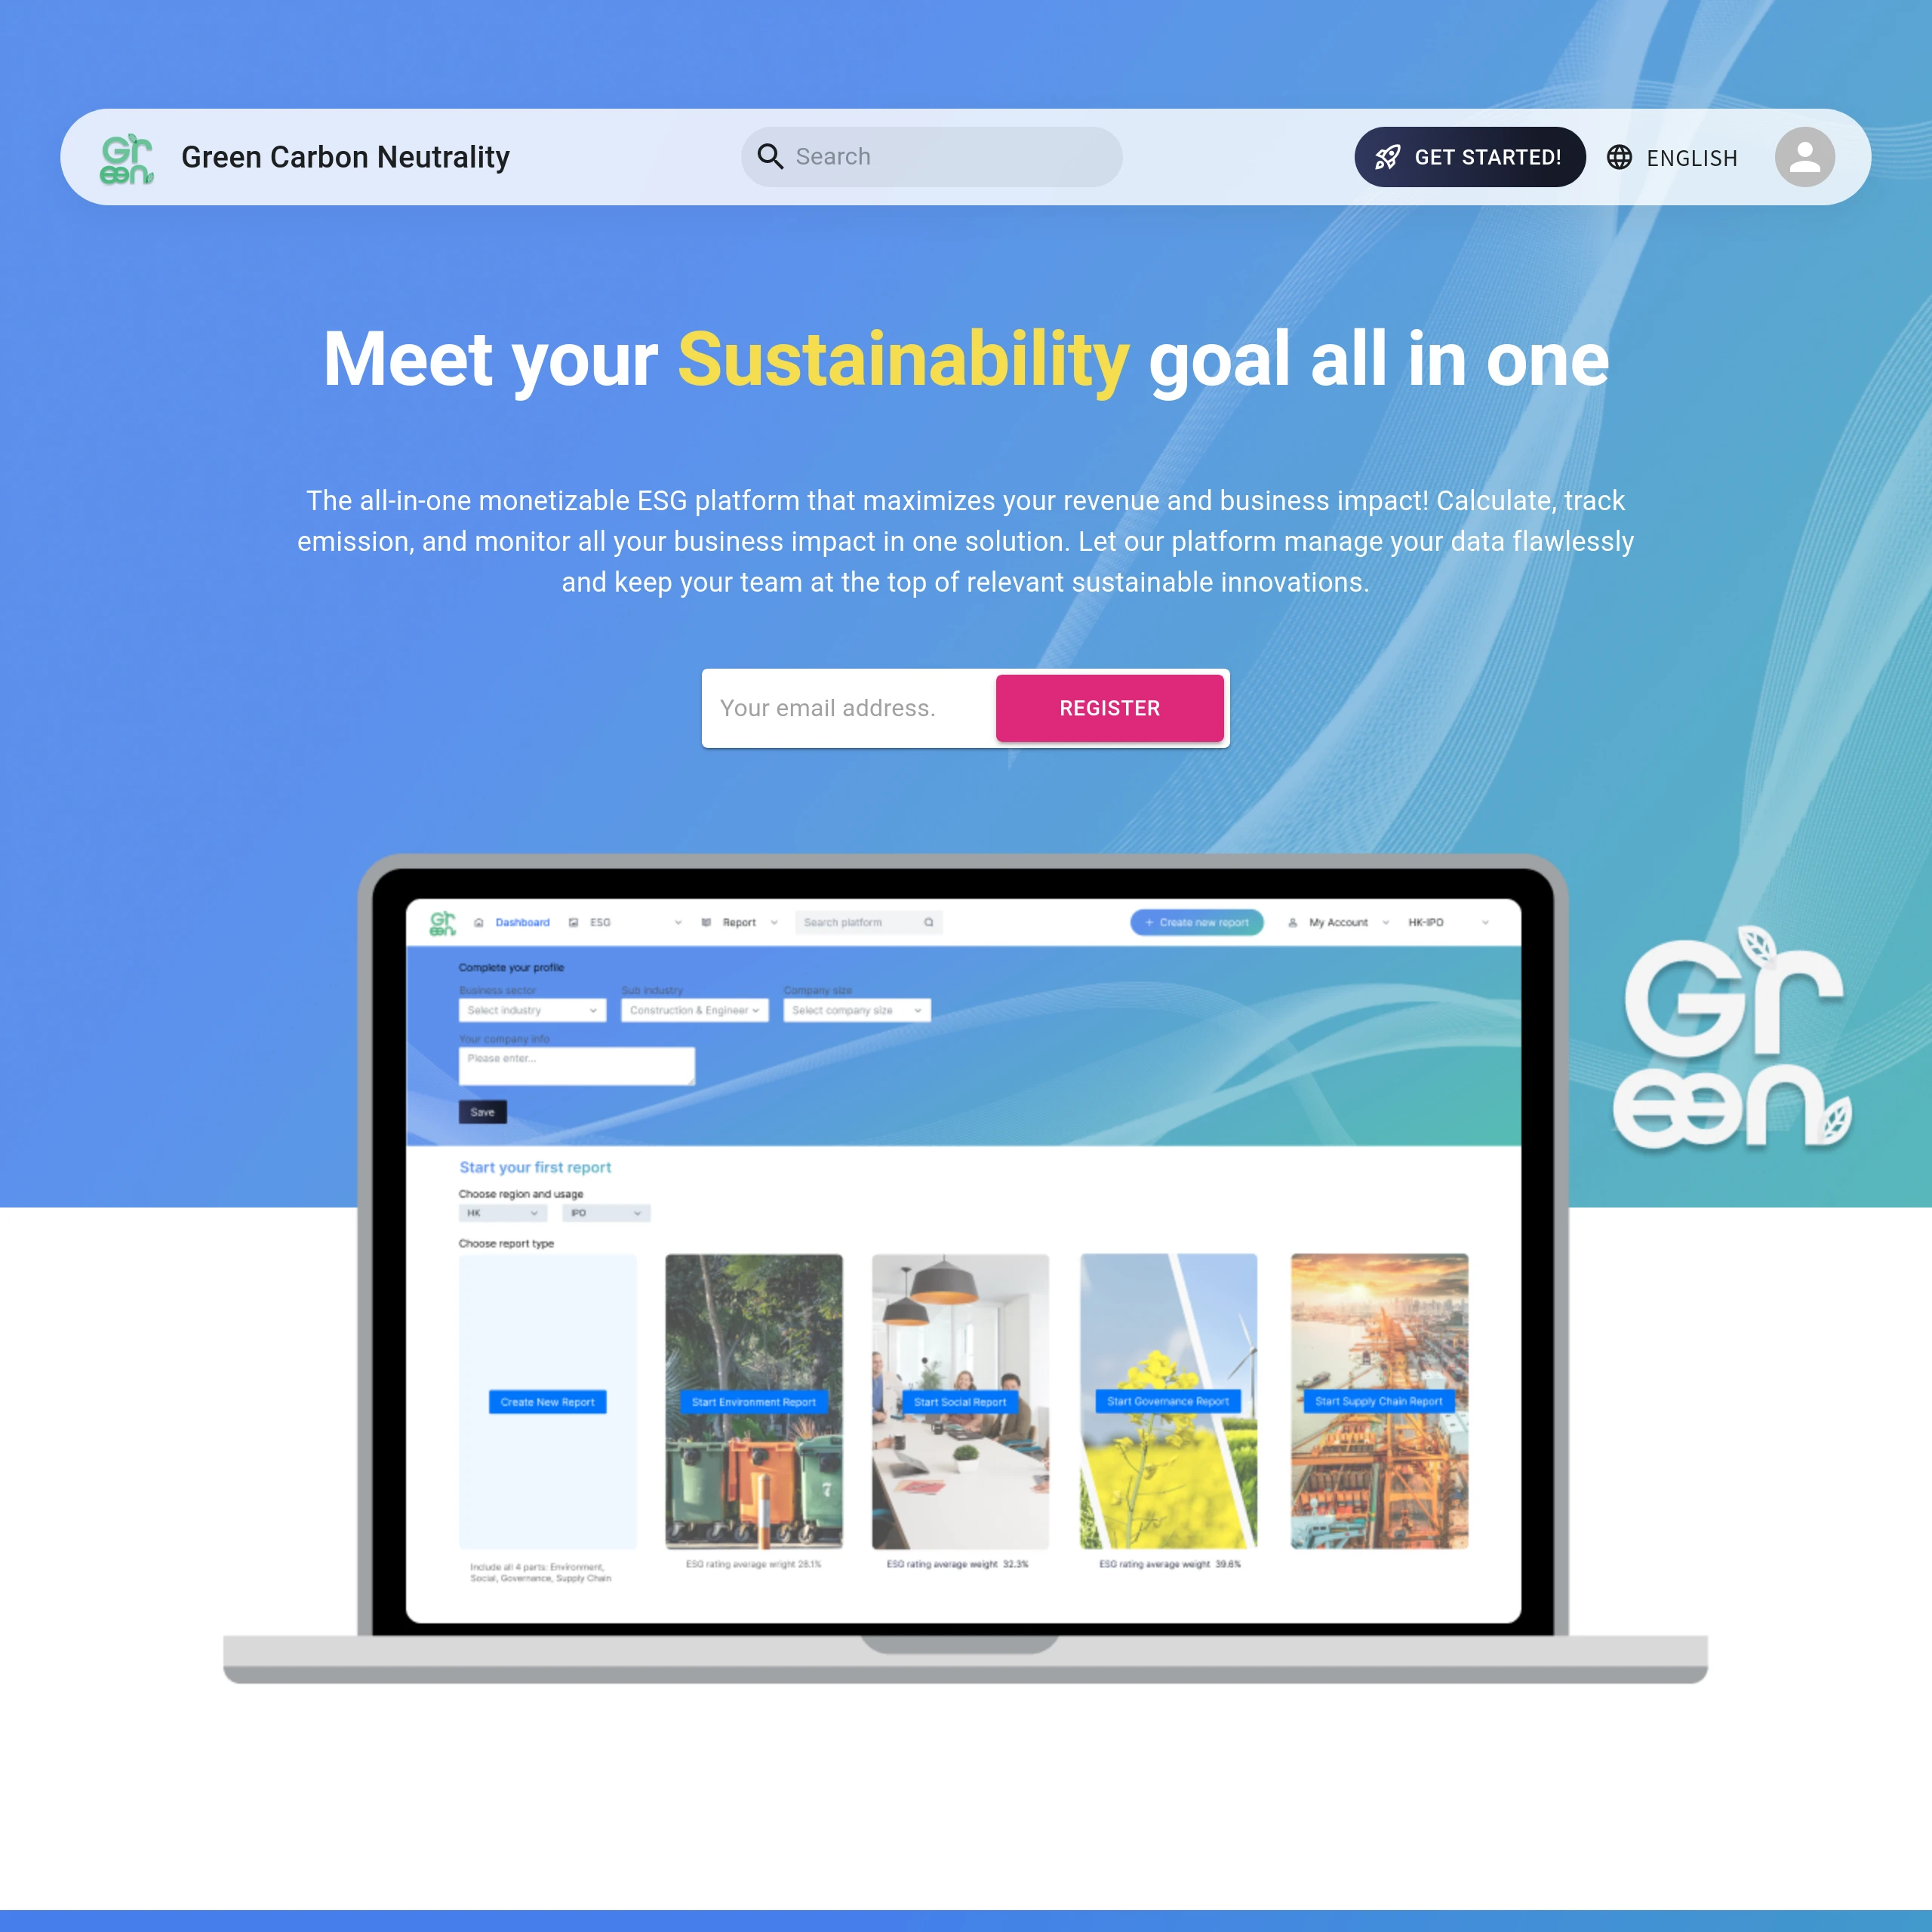 Green
Green Carbon Neutrality
Search
GET STARTED!
ENGLISH
Meet your Sustainability goal all in one
The all-in-one monetizable ESG platform that maximizes your revenue and business impact! Calculate, track
emission, and monitor all your business impact in one solution. Let our platform manage your data flawlessly
and keep your team at the top of relevant sustainable innovations.
Your email address.
REGISTER
Green
Dashboard
ESG
Report
Search platform
+ Create new report
My Account
HK-IPO
Complete your profile
Business sector
Sub industry
Company size
Select industry
Construction & Engineer
Select company size
Your company info
Please enter...
Save
Green
Start your first report
Choose region and usage
HK
IPO
Choose report type
Create New Report
Start Environment Report
Start Social Report
Start Governance Report
Start Supply Chain Report
7
Include all 4 parts: Environment,
Social, Governance, Supply Chain
ESG rating average wright 28.1%
ESG rating average weight 32.3%
ESG rating average weight 39.6%